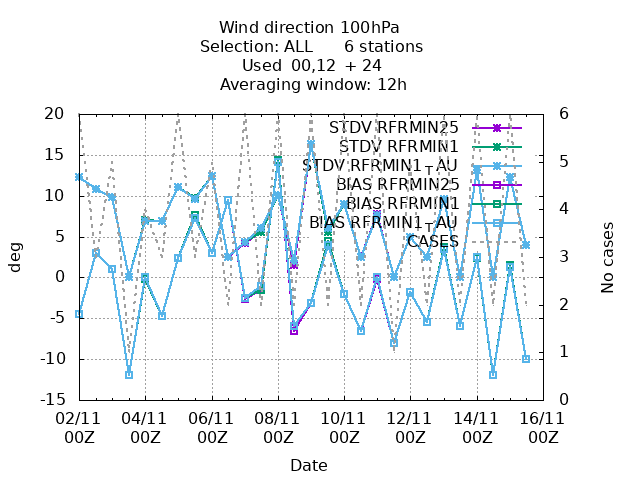 Wind direction 100hPa
Selection: ALL 6 stations
Used 00,12 + 24
Averaging window: 12h
20
15
10
5
0
-5
-10
-15
deg
6
5
4
3
2
1
0
No cases
STDV RFRMIN25
STDV RFRMIN1
STDV RFRMIN1_AU
BIAS RFRMIN25
BIAS RFRMIN1
BIAS RFRMIN1_AU
CASES
02/11 04/11 06/11 08/11 10/11 12/11 14/11 16/11
00Z 00Z 00Z 00Z 00Z 00Z 00Z 00Z
Date